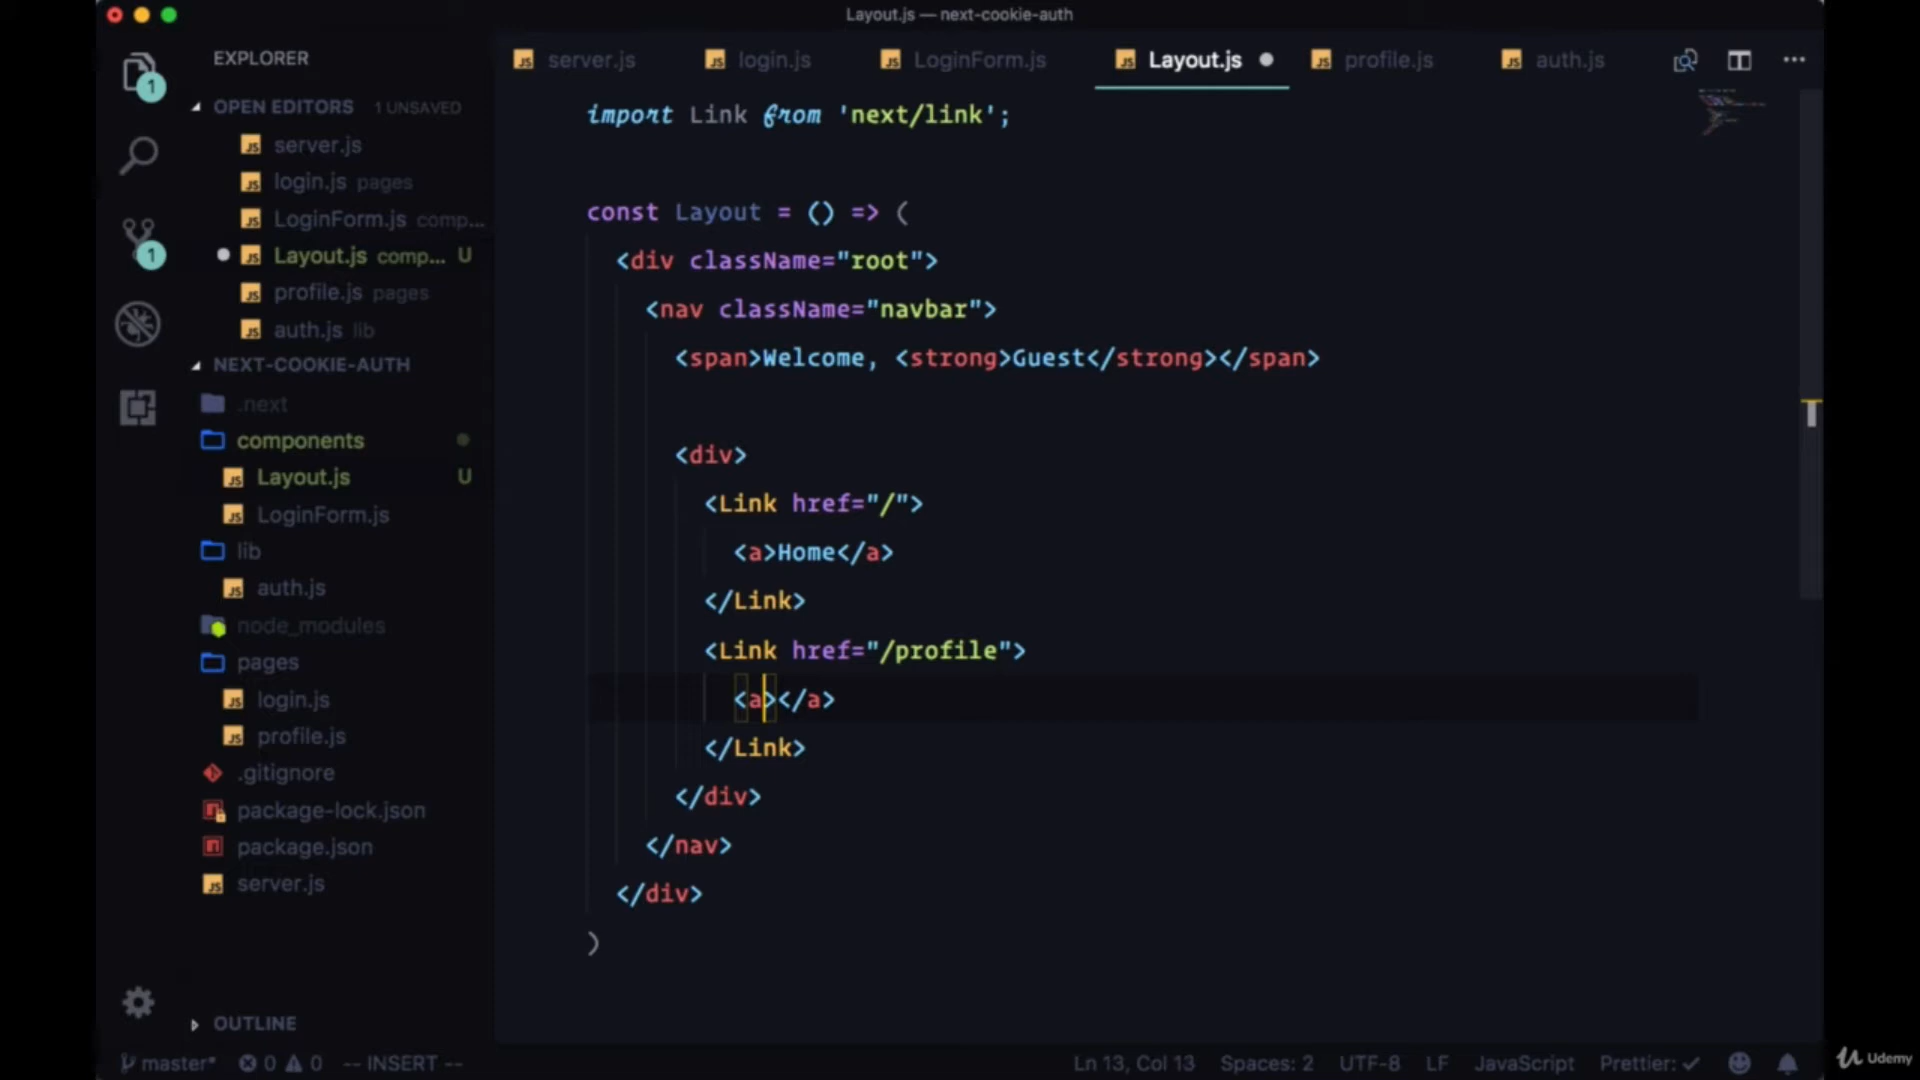 Layout.js — next-cookie-auth
EXPLORER
OPEN EDITORS 1 UNSAVED
server.js
login.js pages
LoginForm.js comp...
Layout.js comp... U
profile.js pages
auth.js lib
NEXT-COOKIE-AUTH
.next
components
Layout.js U
LoginForm.js
lib
auth.js
node_modules
pages
login.js
profile.js
.gitignore
package-lock.json
package.json
server.js
OUTLINE
1
1
server.js login.js LoginForm.js Layout.js profile.js auth.js
import Link from 'next/link';
const Layout = () => (
<div className="root">
<nav className="navbar">
<span>Welcome, <strong>Guest</strong></span>
<div>
<Link href="/">
<a>Home</a>
</Link>
<Link href="/profile">
<a></a>
</Link>
</div>
</nav>
</div>
)
master* 0 0 -- INSERT -- Ln 13, Col 13 Spaces: 2 UTF-8 LF JavaScript Prettier: ✓
Udemy